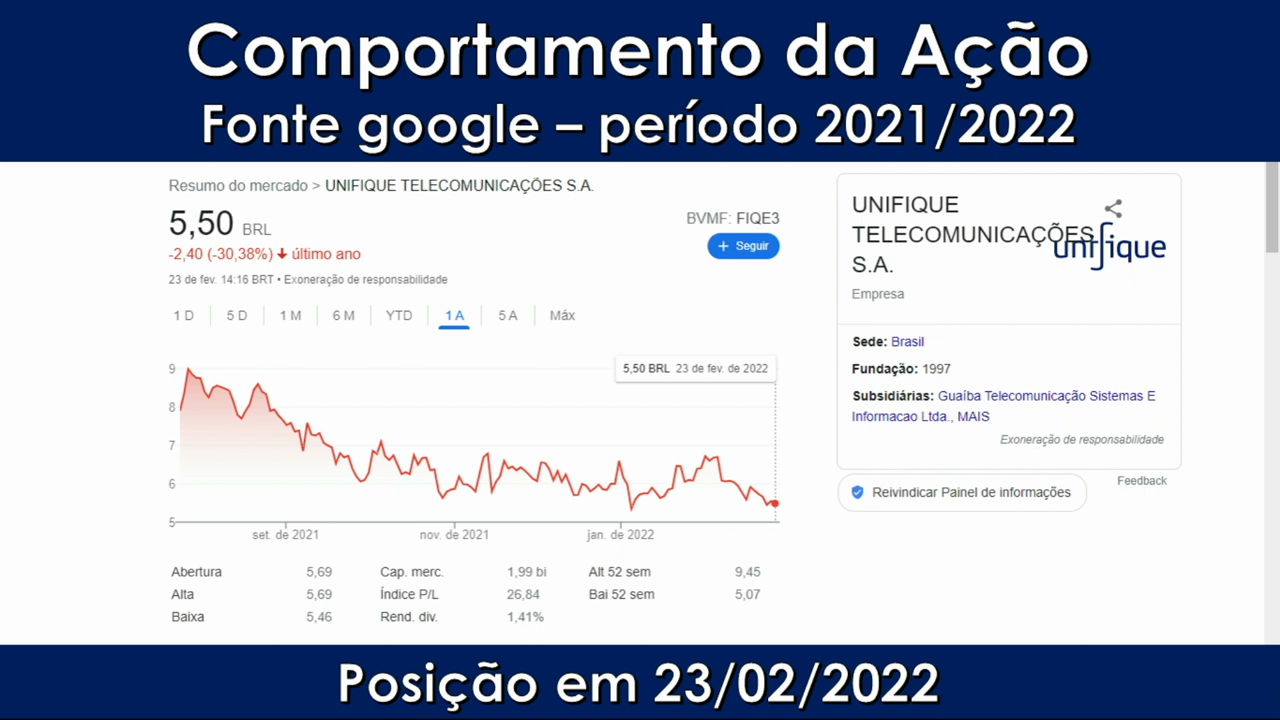 Comportamento da Ação
Fonte google – período 2021/2022
Resumo do mercado > UNIFIQUE TELECOMUNICAÇÕES S.A.
5,50 BRL
BVMF: FIQE3
-2,40 (-30,38%) último ano
+ Seguir
23 de fev. 14:16 BRT • Exoneração de responsabilidade
1 D 5 D 1 M 6 M YTD 1 A 5 A Máx
5,50 BRL 23 de fev. de 2022
9
8
7
6
5
set. de 2021 nov. de 2021 jan. de 2022
Abertura 5,69 Cap. merc. 1,99 bi Alt 52 sem 9,45
Alta 5,69 Índice P/L 26,84 Bai 52 sem 5,07
Baixa 5,46 Rend. div. 1,41%
UNIFIQUE
TELECOMUNICAÇÕES
S.A.
unifique
Empresa
Sede: Brasil
Fundação: 1997
Subsidiárias: Guaíba Telecomunicação Sistemas E
Informacao Ltda., MAIS
Exoneração de responsabilidade
Feedback
Reivindicar Painel de informações
Posição em 23/02/2022